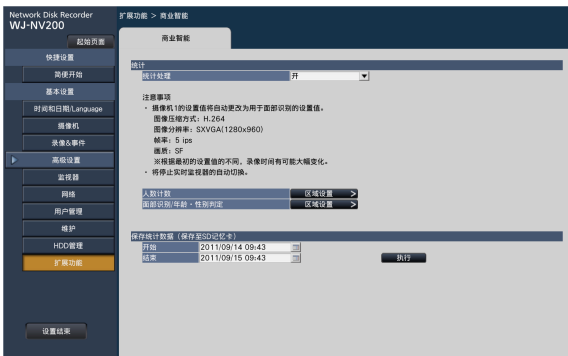 Network Disk Recorder
WJ-NV200
起始页面
快捷设置
简便开始
基本设置
时间和日期/Language
摄像机
录像&事件
高级设置
监视器
网络
用户管理
维护
HDD管理
扩展功能
设置结束
扩展功能 > 商业智能
商业智能
统计
统计处理 开
注意事项
・摄像机1的设置值将自动更改为用于面部识别的设置值。
图像压缩方式：H.264
图像分辨率：SXVGA(1280x960)
帧率：5 ips
画质：SF
※根据最初的设置值的不同，录像时间有可能大幅变化。
・将停止实时监视器的自动切换。
人数计数 区域设置 >
面部识别/年龄・性别判定 区域设置 >
保存统计数据（保存至SD记忆卡）
开始 2011/09/14 09:43
结束 2011/09/15 09:43 执行